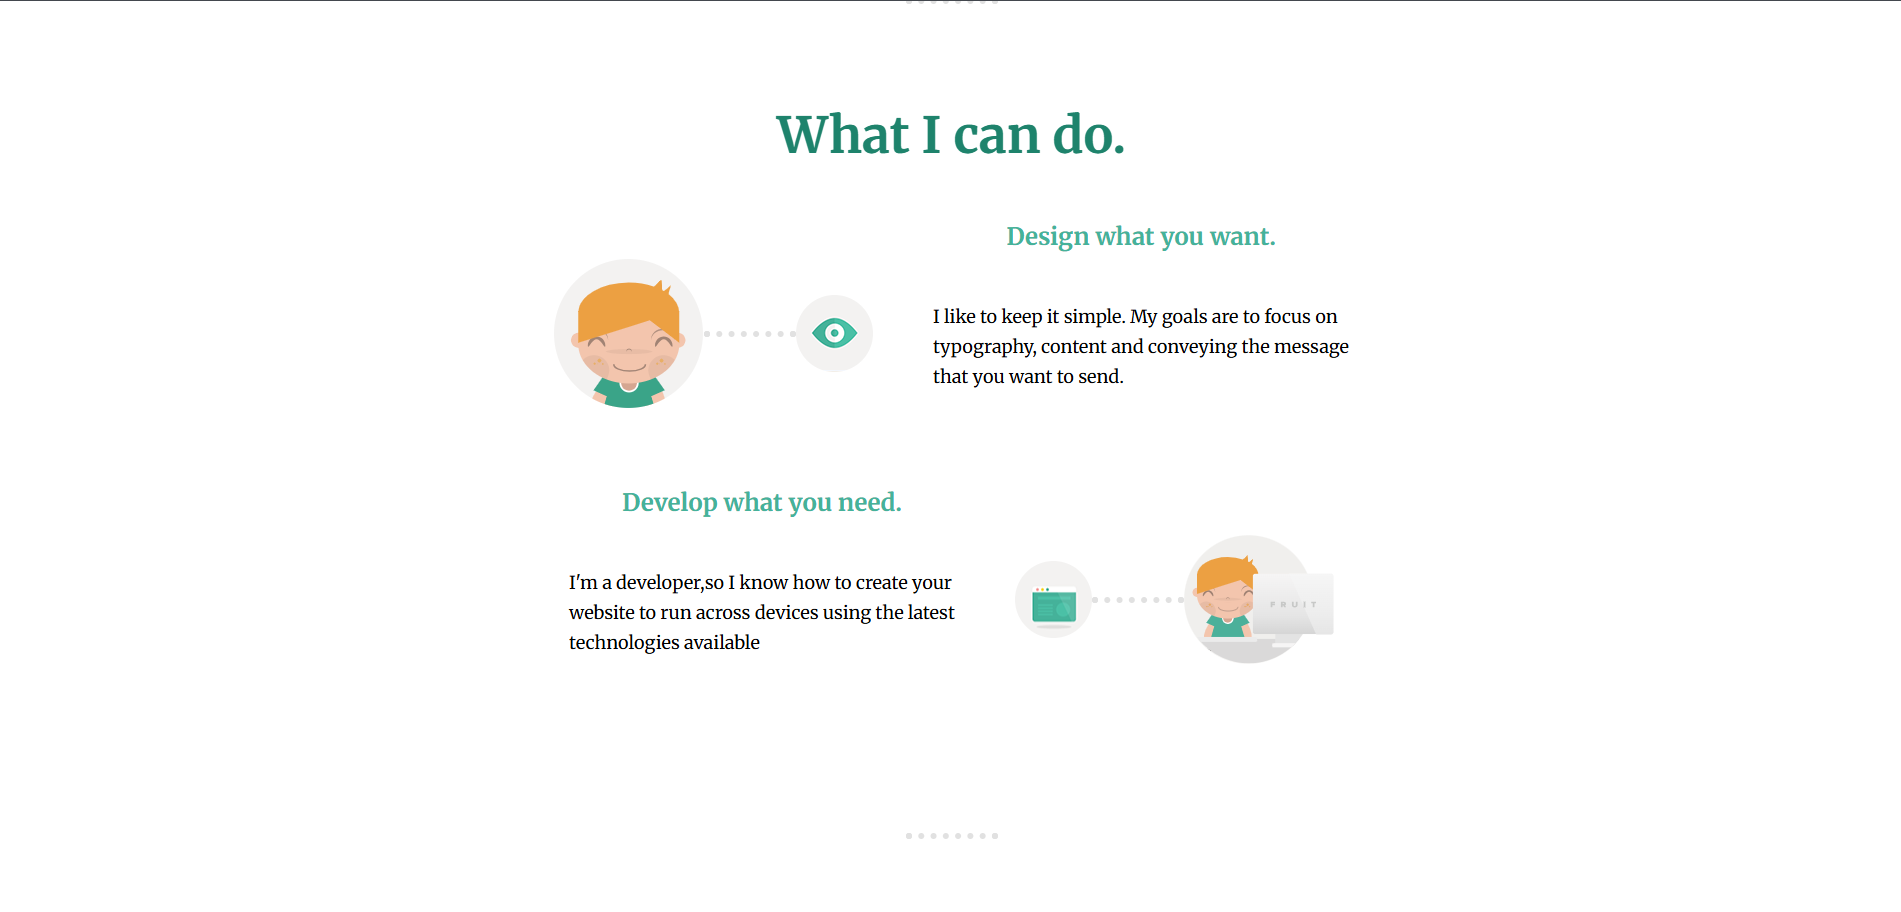 What I can do.
Design what you want.
I like to keep it simple. My goals are to focus on
typography, content and conveying the message
that you want to send.
Develop what you need.
I'm a developer,so I know how to create your
website to run across devices using the latest
technologies available
FRUIT